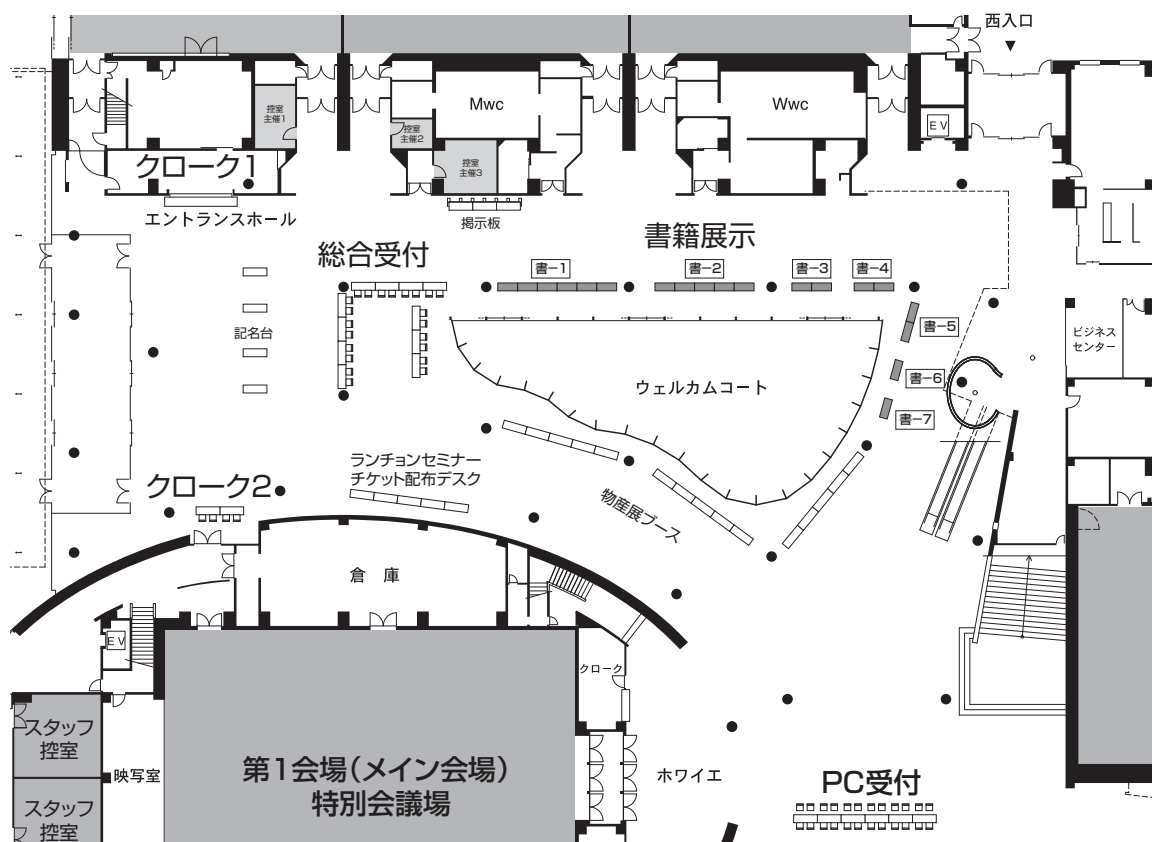 西入口
▼
控室
主催1
控室
主催2
控室
主催3
Mwc
Wwc
EV
クローク1
エントランスホール
掲示板
総合受付
書籍展示
書-1
書-2
書-3
書-4
書-5
書-6
書-7
記名台
ビジネス
センター
ウェルカムコート
ランチョンセミナー
チケット配布デスク
クローク2
物産展ブース
倉 庫
EV
クローク
スタッフ
控室
映写室
第1会場(メイン会場)
特別会議場
ホワイエ
PC受付
スタッフ
控室